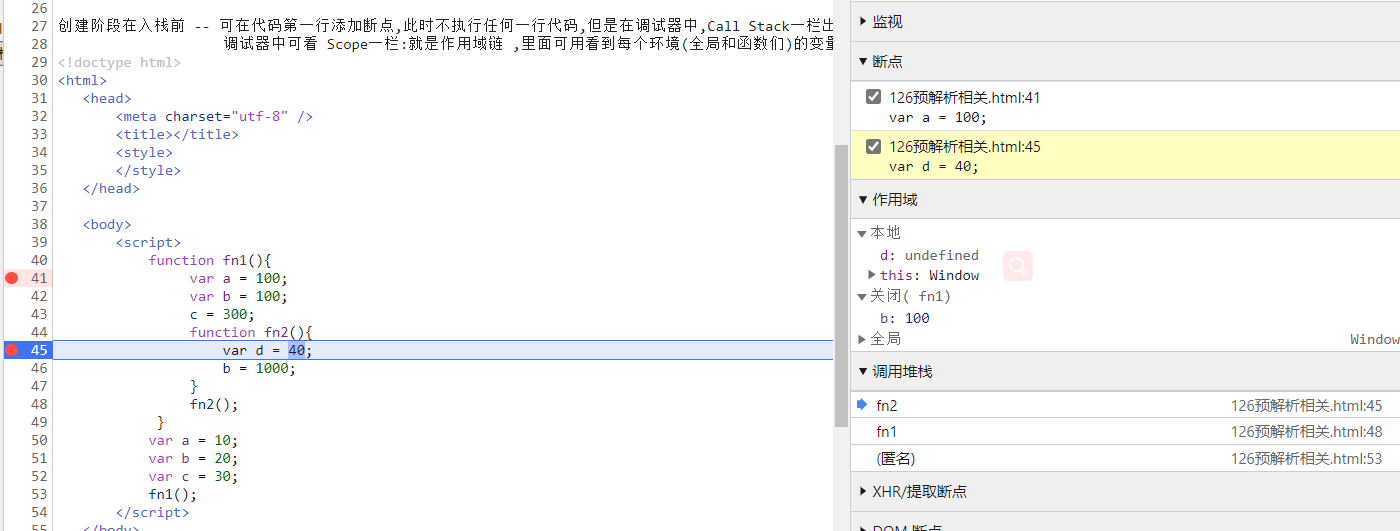 26
27 创建阶段在入栈前 -- 可在代码第一行添加断点,此时不执行任何一行代码,但是在调试器中,Call Stack一栏出
28 调试器中可看 Scope一栏:就是作用域链 ,里面可用看到每个环境(全局和函数们)的变量
29 <!doctype html>
30 <html>
31 <head>
32 <meta charset="utf-8" />
33 <title></title>
34 <style>
35 </style>
36 </head>
37
38 <body>
39 <script>
40 function fn1(){
41 var a = 100;
42 var b = 100;
43 c = 300;
44 function fn2(){
45 var d = 40;
46 b = 1000;
47 }
48 fn2();
49 }
50 var a = 10;
51 var b = 20;
52 var c = 30;
53 fn1();
54 </script>
55 </body>
监视
断点
126预解析相关.html:41
var a = 100;
126预解析相关.html:45
var d = 40;
作用域
本地
d: undefined
this: Window
关闭( fn1)
b: 100
全局 Window
调用堆栈
fn2 126预解析相关.html:45
fn1 126预解析相关.html:48
(匿名) 126预解析相关.html:53
XHR/提取断点
DOM 断点